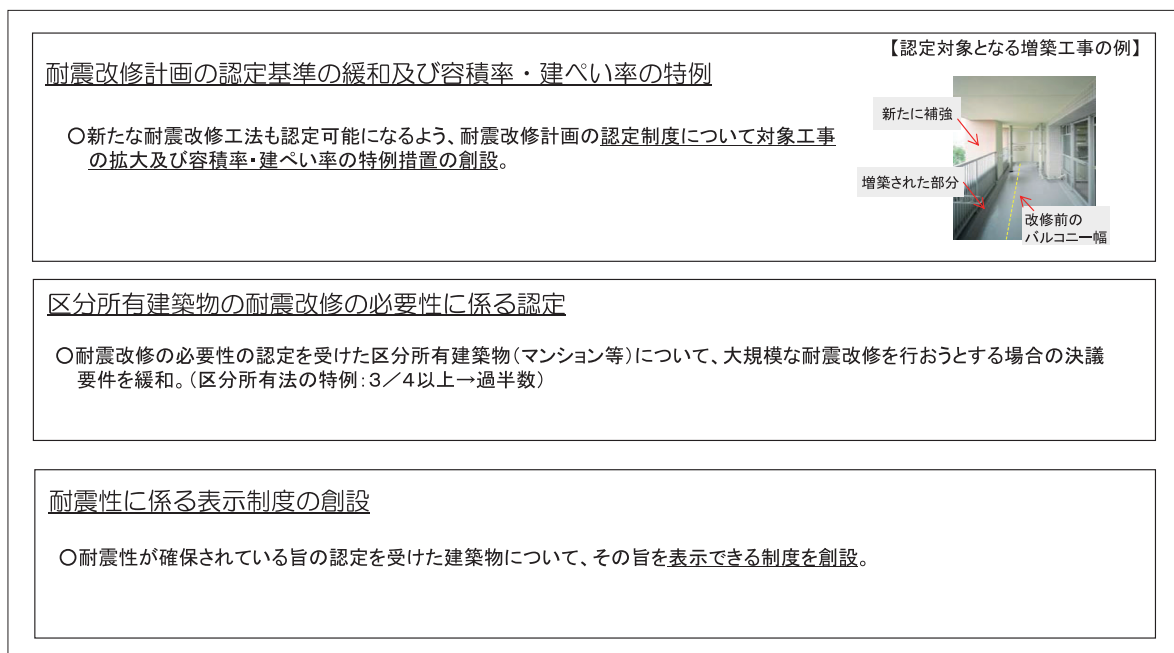 耐震改修計画の認定基準の緩和及び容積率・建ぺい率の特例
【認定対象となる増築工事の例】
○新たな耐震改修工法も認定可能になるよう、耐震改修計画の認定制度について対象工事
の拡大及び容積率・建ぺい率の特例措置の創設。
新たに補強
増築された部分
改修前の
バルコニー幅
区分所有建築物の耐震改修の必要性に係る認定
○耐震改修の必要性の認定を受けた区分所有建築物(マンション等)について、大規模な耐震改修を行おうとする場合の決議
要件を緩和。(区分所有法の特例:3/4以上→過半数)
耐震性に係る表示制度の創設
○耐震性が確保されている旨の認定を受けた建築物について、その旨を表示できる制度を創設。